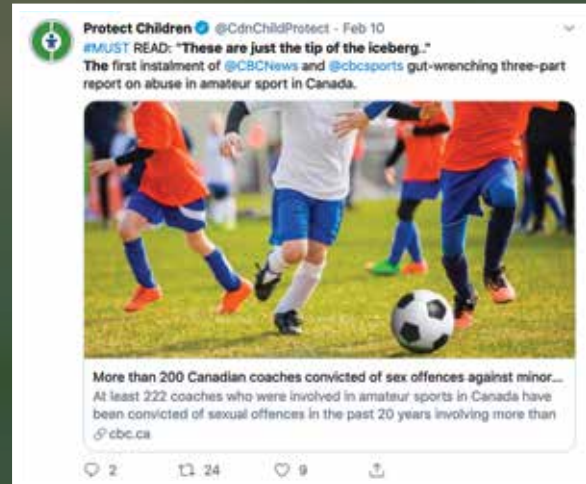 Protect Children @CdnChildProtect - Feb 10
#MUST READ: "These are just the tip of the iceberg.."
The first instalment of @CBCNews and @cbcsports gut-wrenching three-part
report on abuse in amateur sport in Canada.
More than 200 Canadian coaches convicted of sex offences against minor...
At least 222 coaches who were involved in amateur sports in Canada have
been convicted of sexual offences in the past 20 years involving more than
cbc.ca
2 24 9